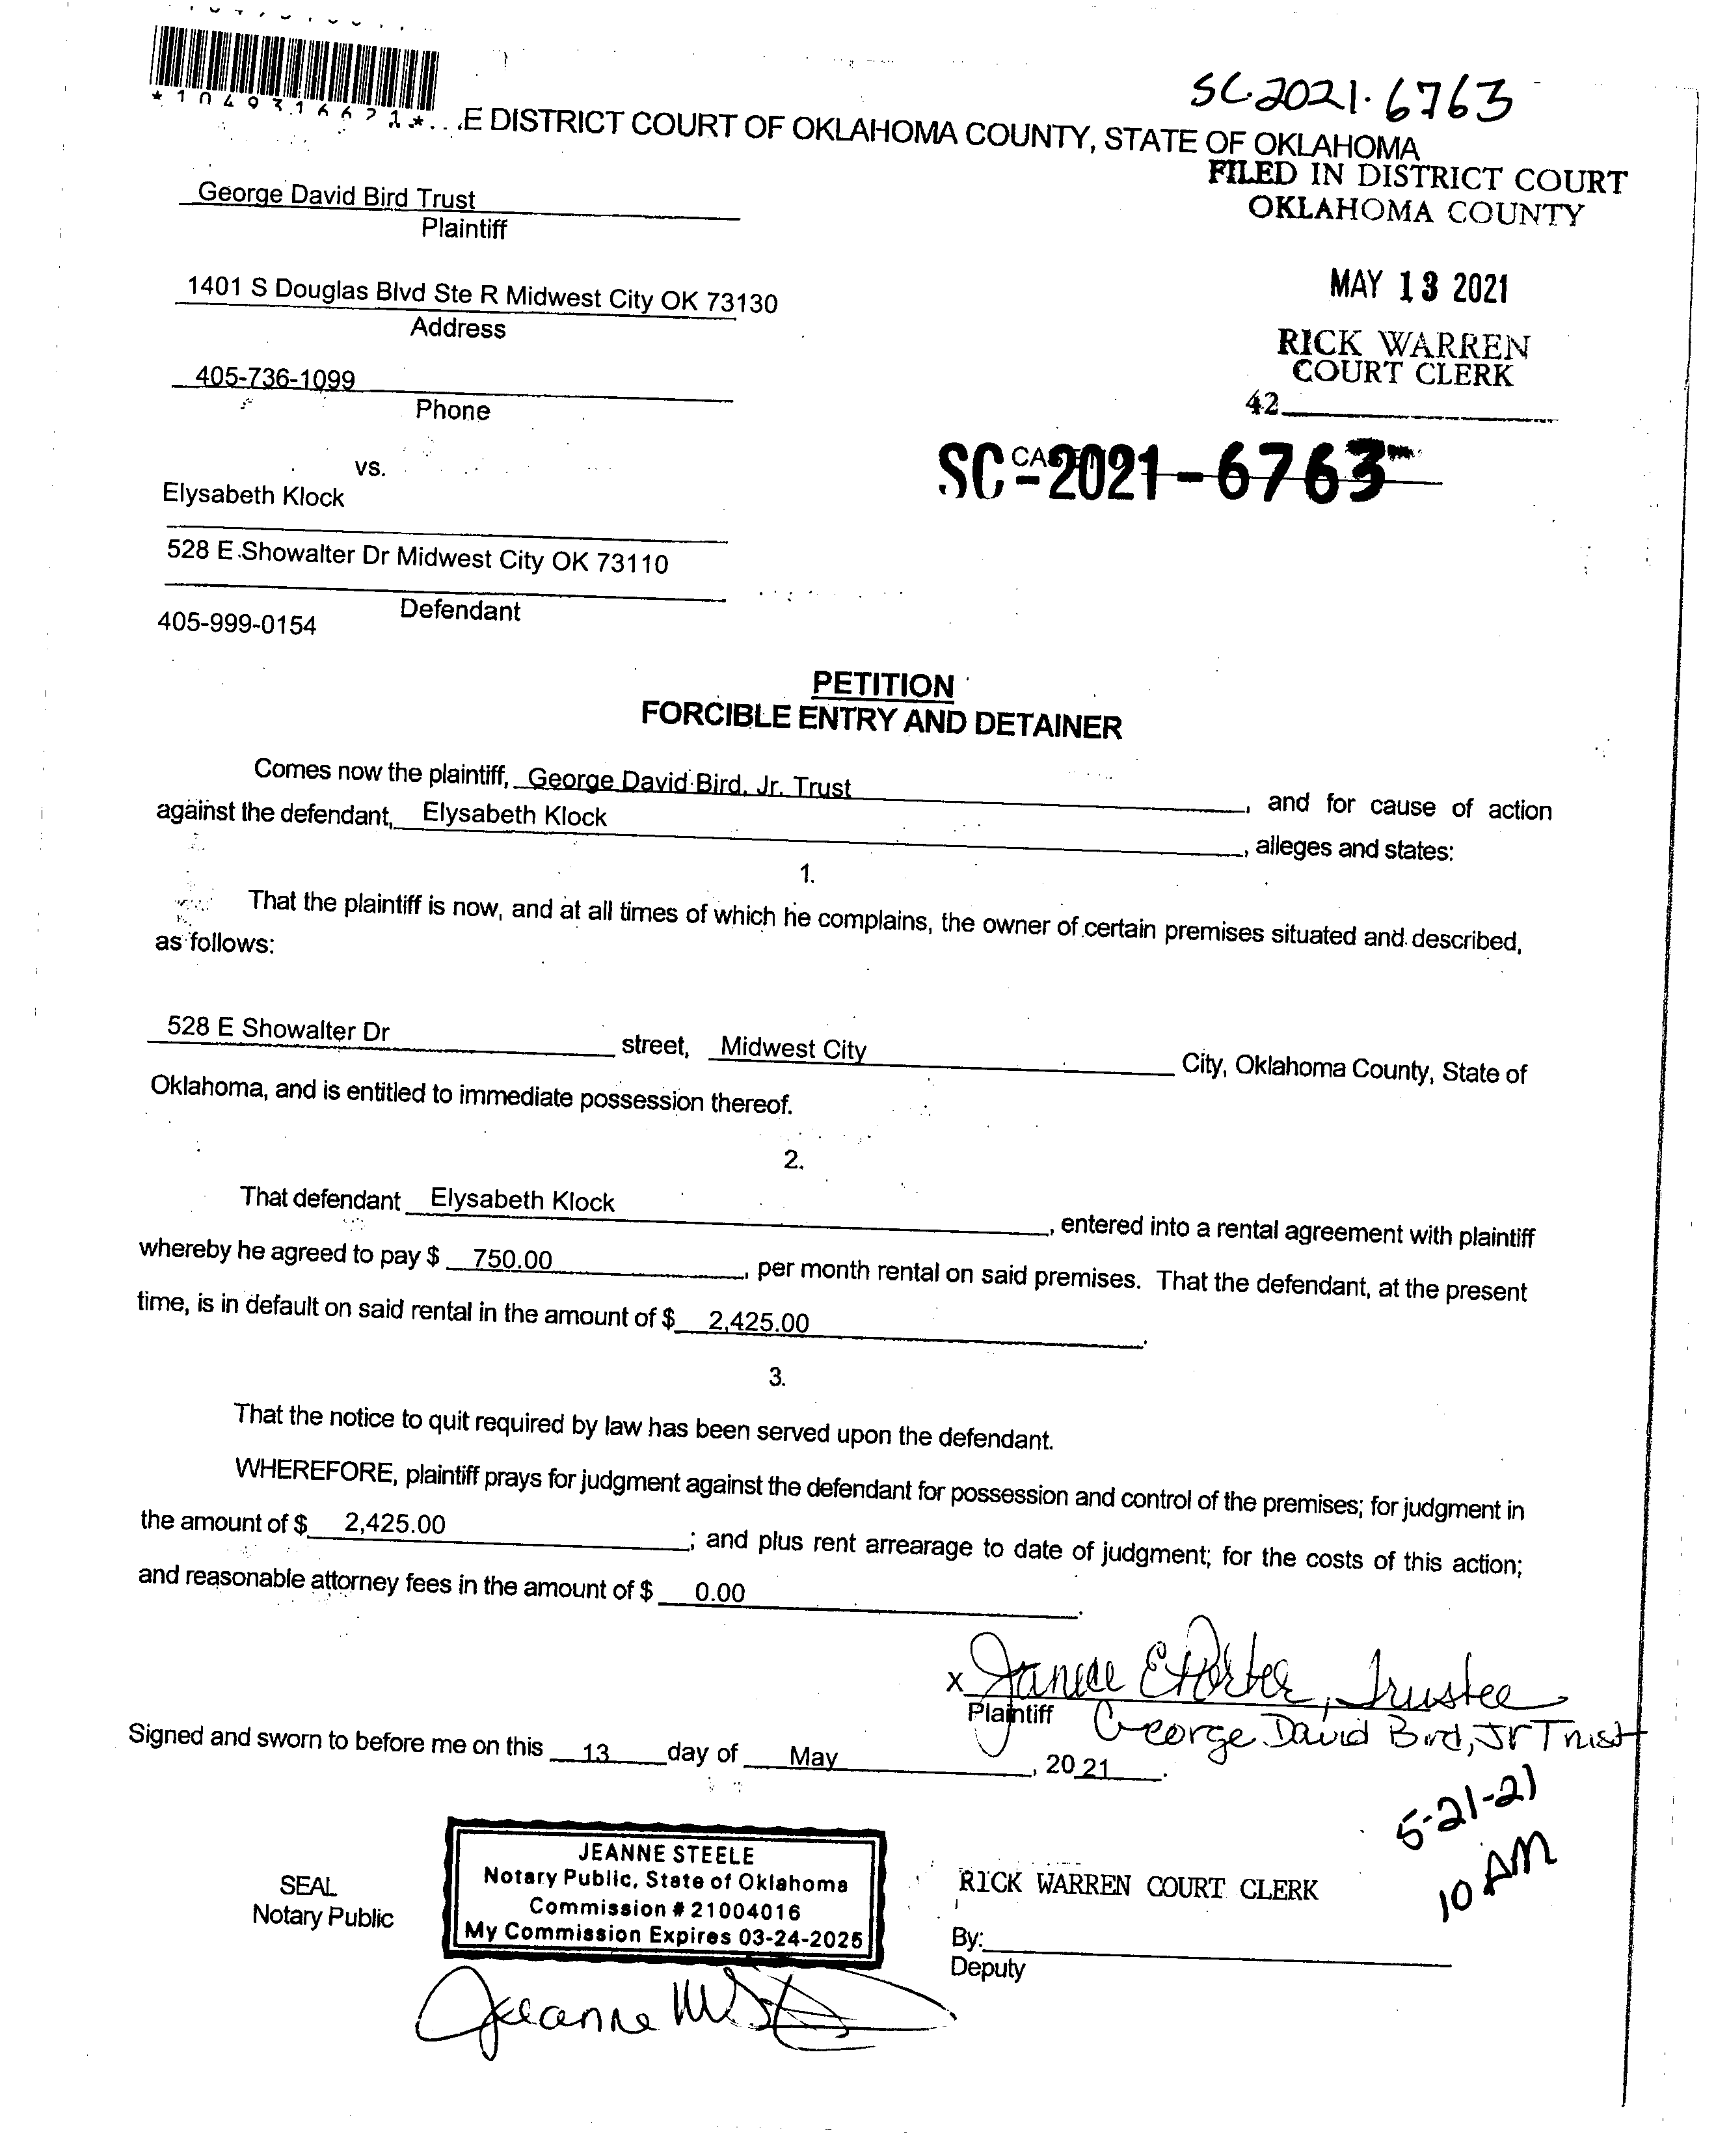 *1049316621*
SC-2021-6763
E DISTRICT COURT OF OKLAHOMA COUNTY, STATE OF OKLAHOMA
FILED IN DISTRICT COURT
OKLAHOMA COUNTY
George David Bird Trust
Plaintiff
1401 S Douglas Blvd Ste R Midwest City OK 73130
Address
MAY 13 2021
RICK WARREN
COURT CLERK
405-736-1099
Phone
42
vs.
SC-2021-6763
Elysabeth Klock
528 E Showalter Dr Midwest City OK 73110
Defendant
405-999-0154
PETITION
FORCIBLE ENTRY AND DETAINER
Comes now the plaintiff, George David Bird, Jr. Trust, and for cause of action
against the defendant, Elysabeth Klock, alleges and states:
1.
That the plaintiff is now, and at all times of which he complains, the owner of certain premises situated and described,
as follows:
528 E Showalter Dr street, Midwest City City, Oklahoma County, State of
Oklahoma, and is entitled to immediate possession thereof.
2.
That defendant Elysabeth Klock, entered into a rental agreement with plaintiff
whereby he agreed to pay $ 750.00, per month rental on said premises. That the defendant, at the present
time, is in default on said rental in the amount of $ 2,425.00.
3.
That the notice to quit required by law has been served upon the defendant.
WHEREFORE, plaintiff prays for judgment against the defendant for possession and control of the premises; for judgment in
the amount of $ 2,425.00; and plus rent arrearage to date of judgment; for the costs of this action;
and reasonable attorney fees in the amount of $ 0.00.
X Janice E Porter, Trustee
Plaintiff George David Bird, Jr Trust
Signed and sworn to before me on this 13 day of May, 20 21.
5-21-21
10 AM
SEAL
Notary Public
JEANNE STEELE
Notary Public, State of Oklahoma
Commission # 21004016
My Commission Expires 03-24-2025
RICK WARREN COURT CLERK
By:
Deputy
Jeanne